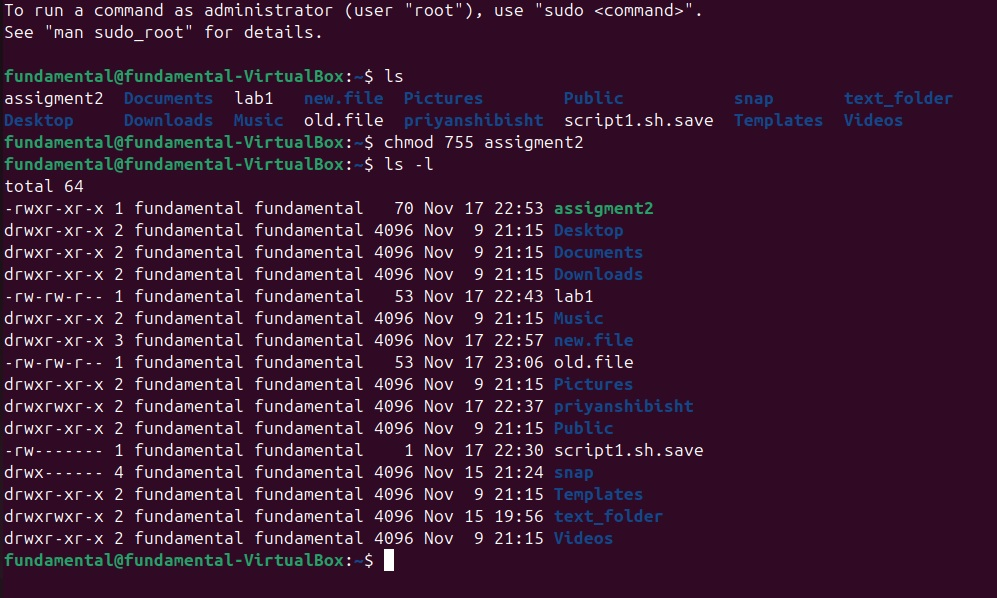 To run a command as administrator (user "root"), use "sudo <command>".
See "man sudo_root" for details.
fundamental@fundamental-VirtualBox:~$ ls
assigment2  Documents  lab1   new.file  Pictures        Public           snap       text_folder
Desktop     Downloads  Music  old.file  priyanshibisht  script1.sh.save  Templates  Videos
fundamental@fundamental-VirtualBox:~$ chmod 755 assigment2
fundamental@fundamental-VirtualBox:~$ ls -l
total 64
-rwxr-xr-x 1 fundamental fundamental   70 Nov 17 22:53 assigment2
drwxr-xr-x 2 fundamental fundamental 4096 Nov  9 21:15 Desktop
drwxr-xr-x 2 fundamental fundamental 4096 Nov  9 21:15 Documents
drwxr-xr-x 2 fundamental fundamental 4096 Nov  9 21:15 Downloads
-rw-rw-r-- 1 fundamental fundamental   53 Nov 17 22:43 lab1
drwxr-xr-x 2 fundamental fundamental 4096 Nov  9 21:15 Music
drwxr-xr-x 3 fundamental fundamental 4096 Nov 17 22:57 new.file
-rw-rw-r-- 1 fundamental fundamental   53 Nov 17 23:06 old.file
drwxr-xr-x 2 fundamental fundamental 4096 Nov  9 21:15 Pictures
drwxrwxr-x 2 fundamental fundamental 4096 Nov 17 22:37 priyanshibisht
drwxr-xr-x 2 fundamental fundamental 4096 Nov  9 21:15 Public
-rw------- 1 fundamental fundamental    1 Nov 17 22:30 script1.sh.save
drwx------ 4 fundamental fundamental 4096 Nov 15 21:24 snap
drwxr-xr-x 2 fundamental fundamental 4096 Nov  9 21:15 Templates
drwxrwxr-x 2 fundamental fundamental 4096 Nov 15 19:56 text_folder
drwxr-xr-x 2 fundamental fundamental 4096 Nov  9 21:15 Videos
fundamental@fundamental-VirtualBox:~$